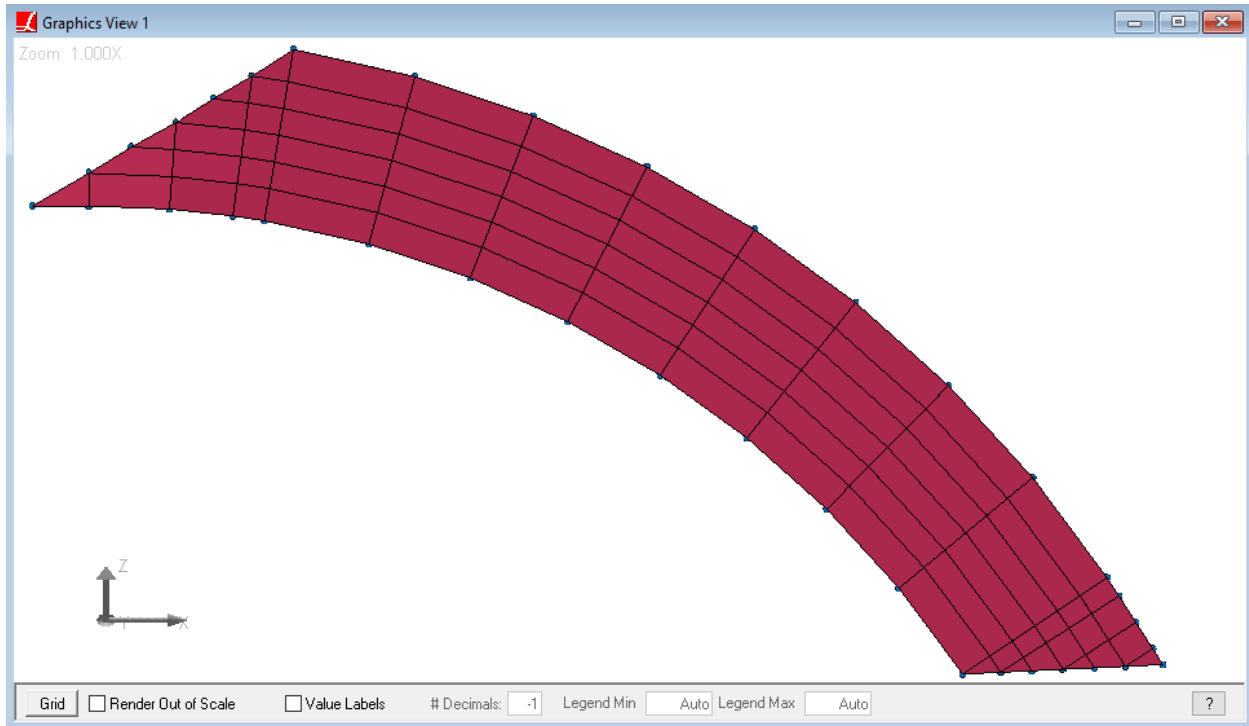 Graphics View 1
Zoom 1.000X
Z
X
Grid Render Out of Scale Value Labels # Decimals: -1 Legend Min Auto Legend Max Auto ?